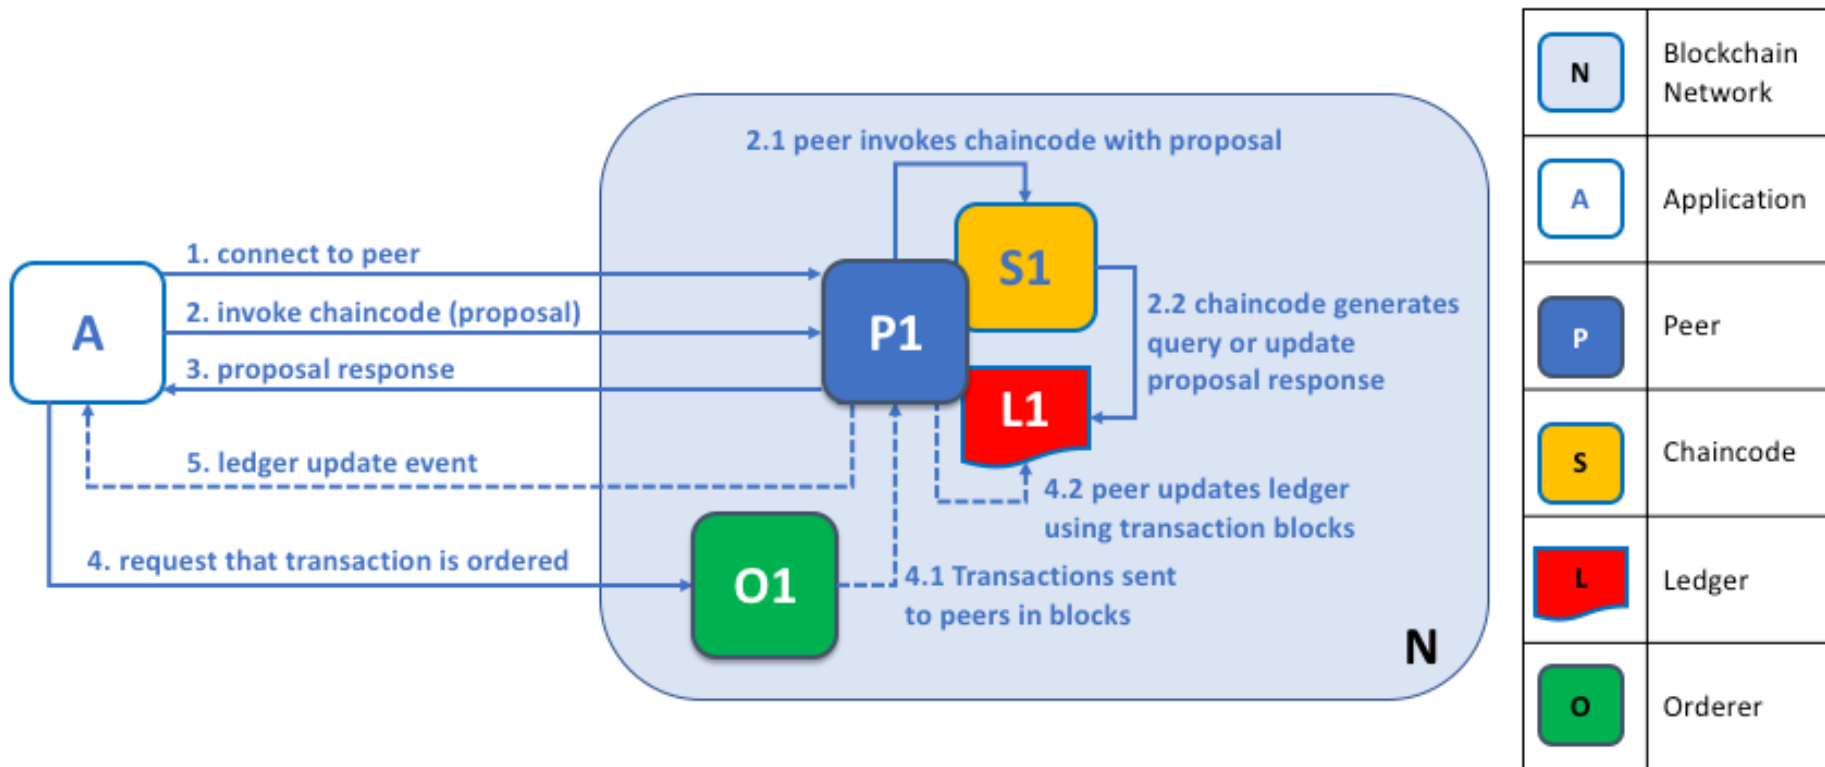 2.1 peer invokes chaincode with proposal
1. connect to peer
S1
A
2. invoke chaincode (proposal)
P1
2.2 chaincode generates
query or update
proposal response
3. proposal response
L1
5. ledger update event
4.2 peer updates ledger
using transaction blocks
4. request that transaction is ordered
O1
4.1 Transactions sent
to peers in blocks
N
N
Blockchain
Network
A
Application
P
Peer
S
Chaincode
L
Ledger
O
Orderer